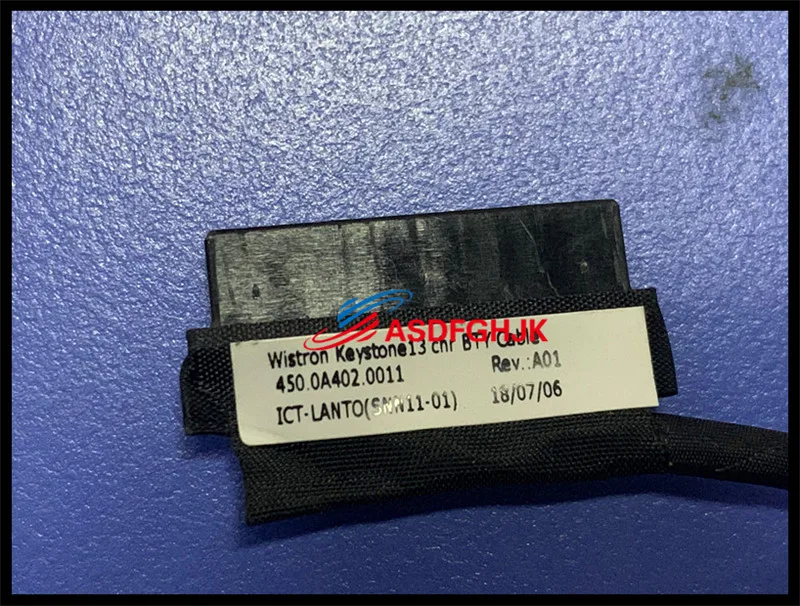 ASDFGHJK
Wistron Keystone13 cnr BTY Cable
450.0A402.0011 Rev.:A01
ICT-LANTO(SNN11-01) 18/07/06